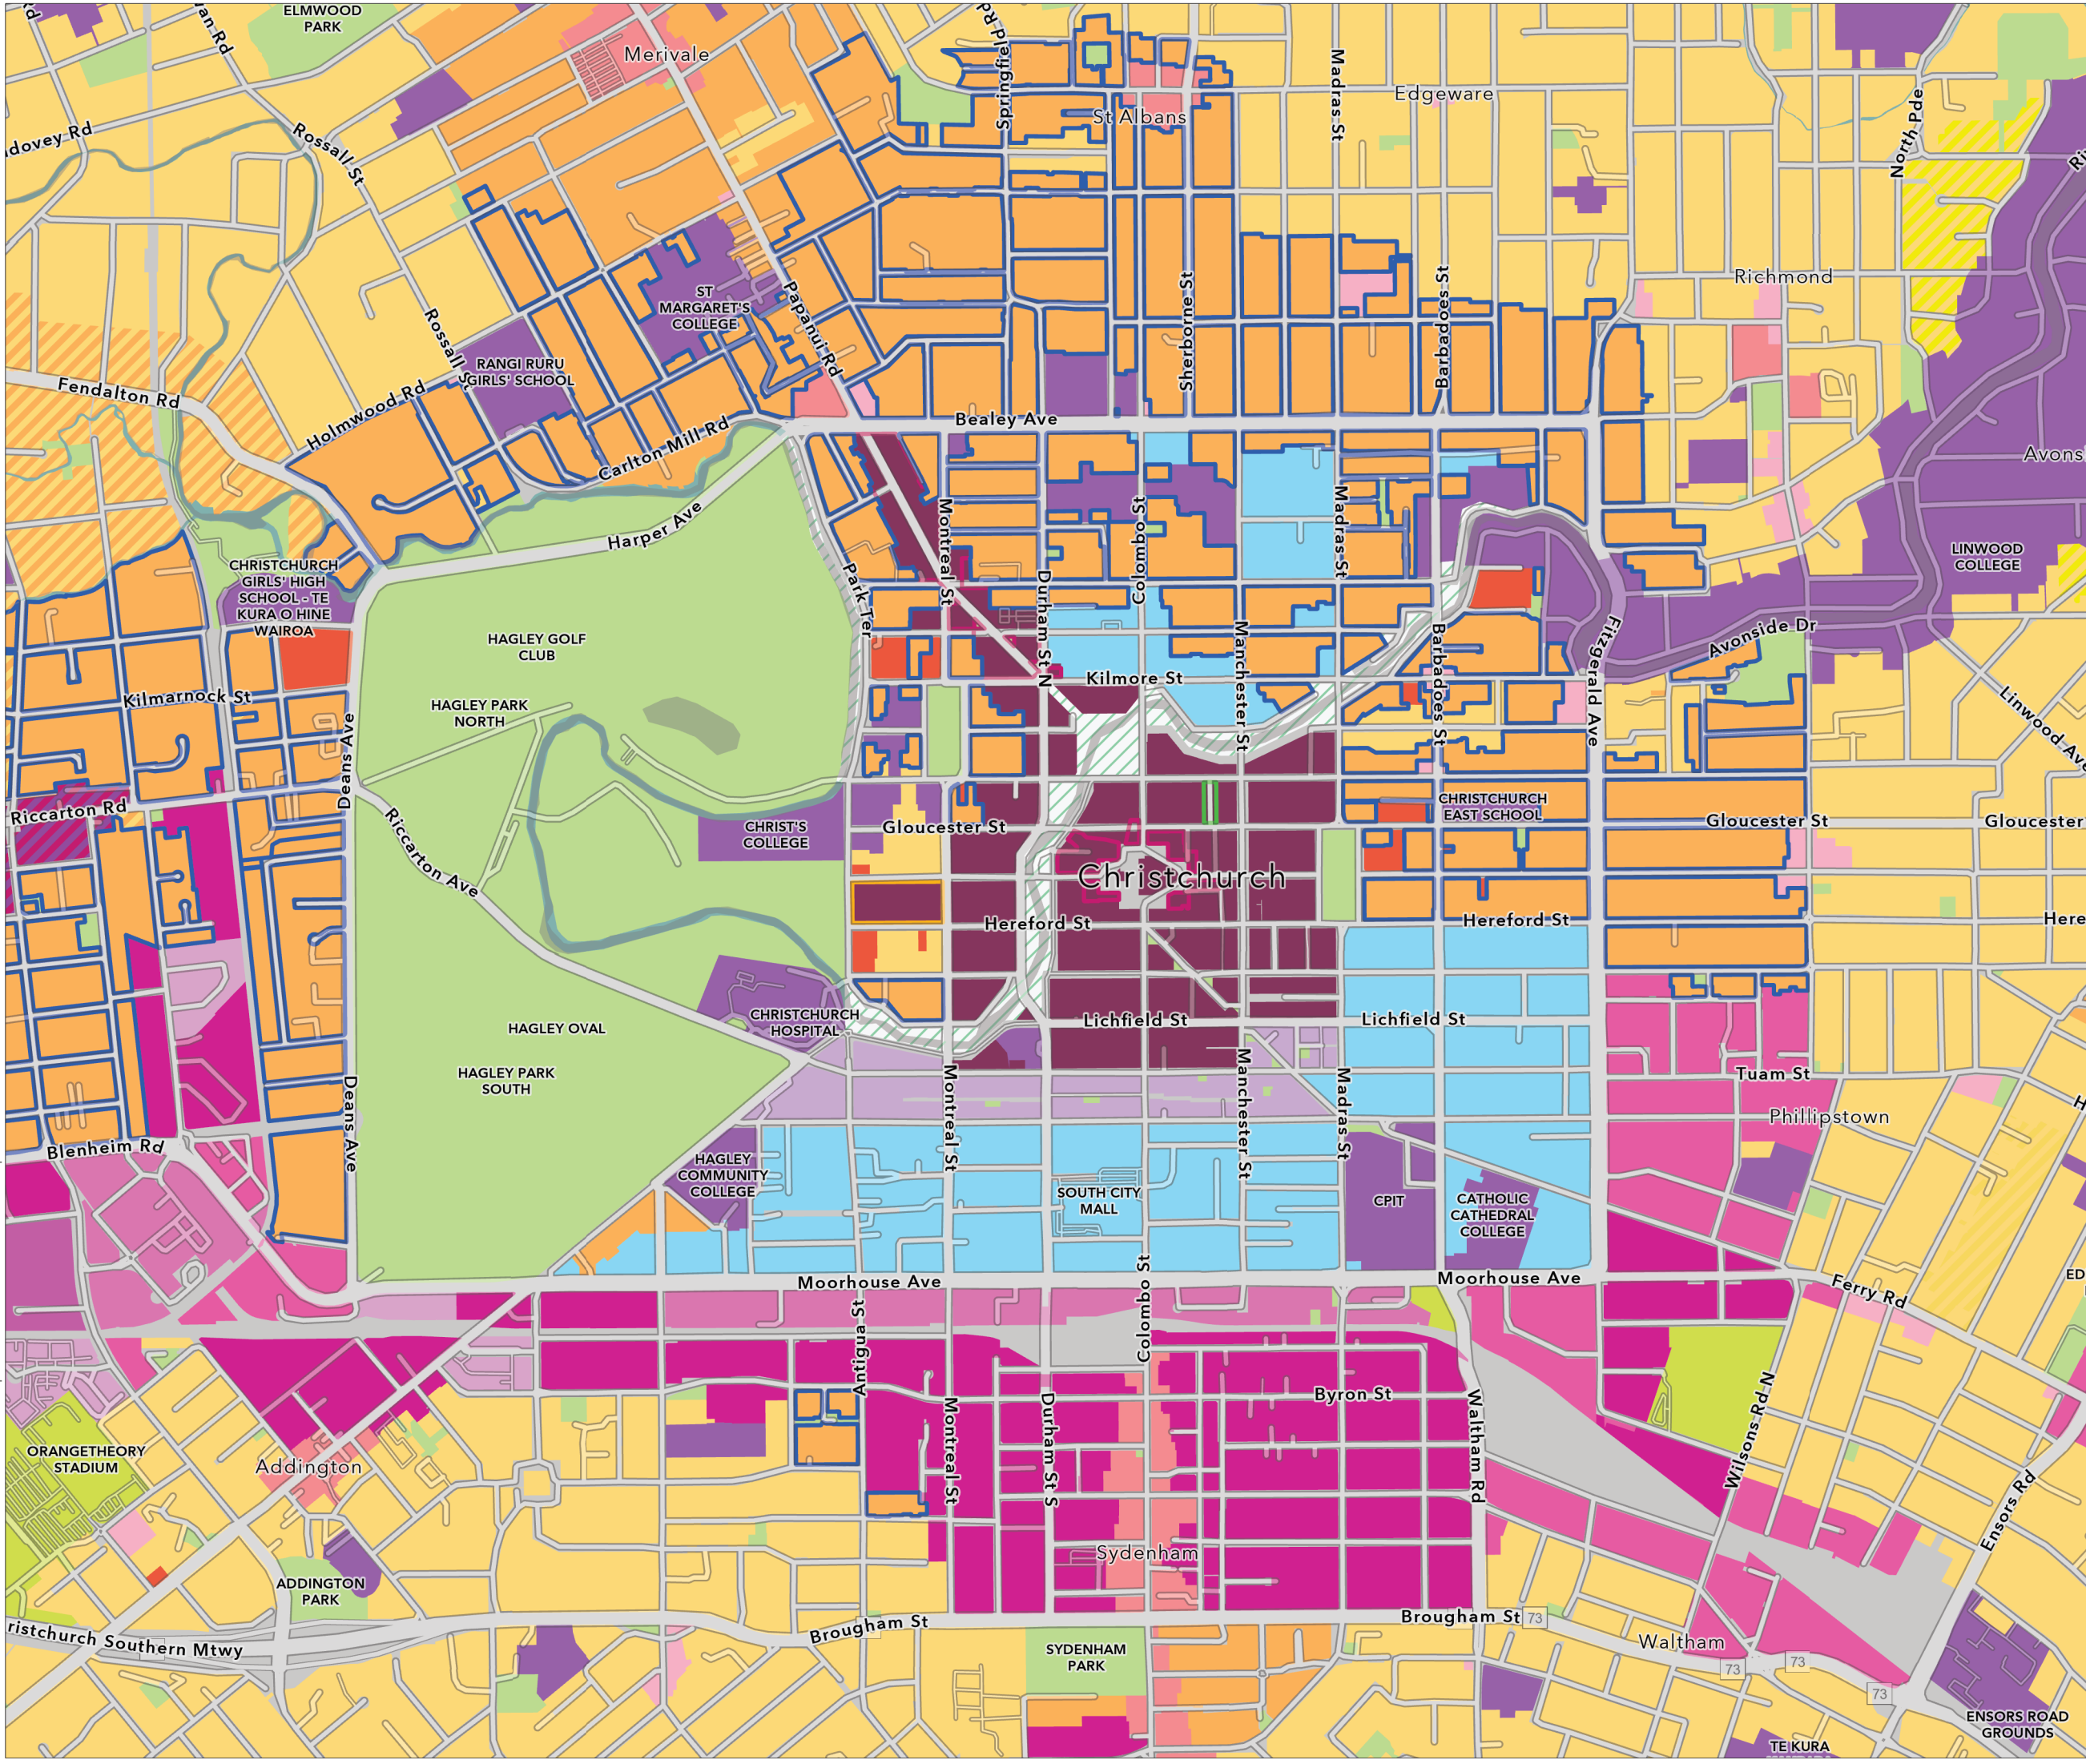 ELMWOOD
PARK
Merivale
Springfield Rd
St Albans
Madras St
Edgeware
North Pde
Rossall St
Richmond
ST
MARGARET'S
COLLEGE
Papanui Rd
Sherborne St
Barbadoes St
Rossall St
RANGI RURU
GIRLS' SCHOOL
Fendalton Rd
Holmwood Rd
Carlton Mill Rd
Bealey Ave
Harper Ave
Montreal St
Colombo St
Madras St
LINWOOD
COLLEGE
CHRISTCHURCH
GIRLS' HIGH
SCHOOL - TE
KURA O HINE
WAIROA
Park Ter
Durham St N
Manchester St
Barbadoes St
Fitzgerald Ave
Avonside Dr
HAGLEY GOLF
CLUB
Kilmore St
Kilmarnock St
HAGLEY PARK
NORTH
Linwood Ave
Deans Ave
Riccarton Rd
Riccarton Ave
CHRIST'S
COLLEGE
Gloucester St
CHRISTCHURCH
EAST SCHOOL
Gloucester St
Gloucester
Christchurch
Hereford St
Hereford St
Here
CHRISTCHURCH
HOSPITAL
HAGLEY OVAL
Lichfield St
Lichfield St
HAGLEY PARK
SOUTH
Deans Ave
Montreal St
Manchester St
Madras St
Tuam St
Phillipstown
Blenheim Rd
HAGLEY
COMMUNITY
COLLEGE
SOUTH CITY
MALL
CPIT
CATHOLIC
CATHEDRAL
COLLEGE
Moorhouse Ave
Moorhouse Ave
Ferry Rd
ED
Antigua St
Colombo St
Byron St
Montreal St
Durham St S
Waltham Rd
Wilsons Rd N
Ensors Rd
ORANGETHEORY
STADIUM
Addington
Sydenham
ADDINGTON
PARK
Brougham St
Brougham St
73
ristchurch Southern Mtwy
SYDENHAM
PARK
Waltham
73
73
73
ENSORS ROAD
GROUNDS
TE KURA